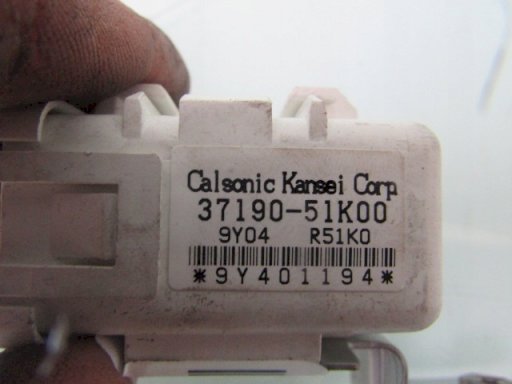 Calsonic Kansei Corp
37190-51K00
9Y04 R51K0
*9Y401194*